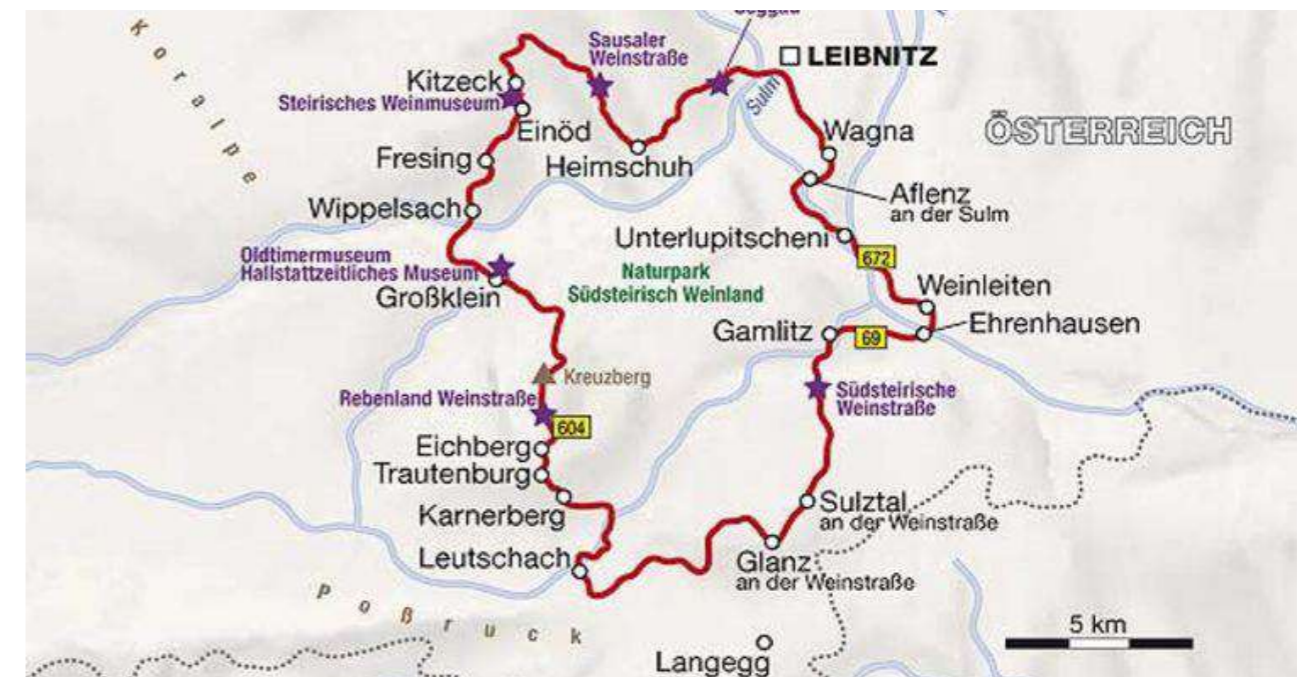 Seggau
Koralpe
Sausaler
Weinstraße
LEIBNITZ
Kitzeck
Steirisches Weinmuseum
Sulm
ÖSTERREICH
Einöd
Wagna
Fresing
Heimschuh
Aflenz
an der Sulm
Wippelsach
Unterlupitscheni
Oldtimermuseum
Hallstattzeitliches Museum
Naturpark
Südsteirisch Weinland
672
Großklein
Weinleiten
Gamlitz
69
Ehrenhausen
Kreuzberg
Rebenland Weinstraße
Südsteirische
Weinstraße
604
Eichberg
Trautenburg
Karnerberg
Sulztal
an der Weinstraße
Leutschach
Glanz
an der Weinstraße
Poßruck
5 km
Langegg